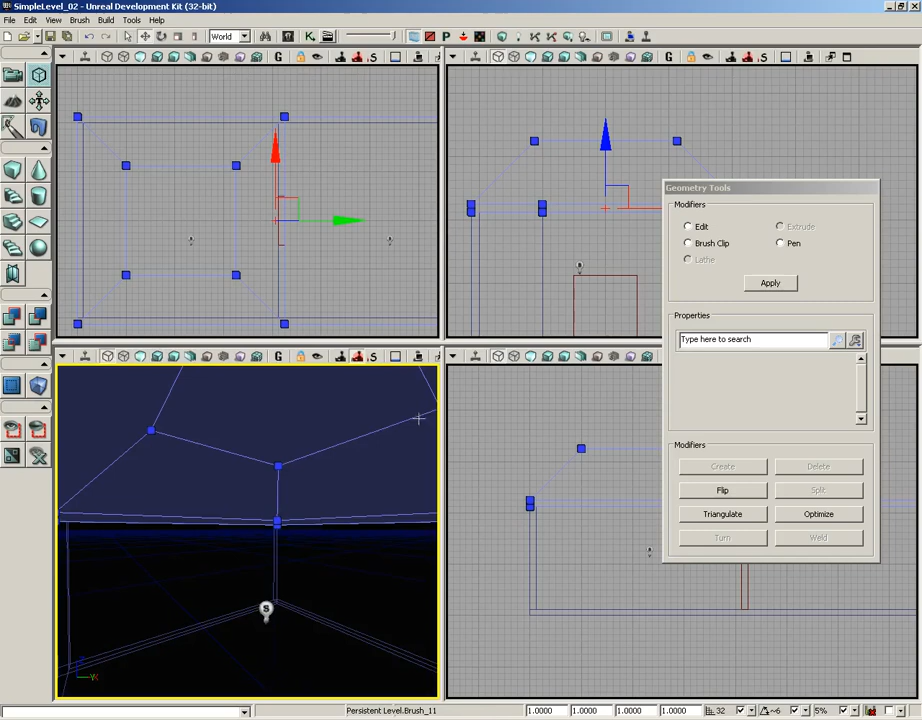 SimpleLevel_02 - Unreal Development Kit (32-bit)
File Edit View Brush Build Tools Help
World
G
S
G
S
G
S
G
S
Geometry Tools
Modifiers
Edit
Extrude
Brush Clip
Pen
Lathe
Apply
Properties
Type here to search
Modifiers
Create
Delete
Flip
Split
Triangulate
Optimize
Turn
Weld
S
Persistent Level.Brush_11
1.0000
1.0000
1.0000
1.0000
32
~6
5%